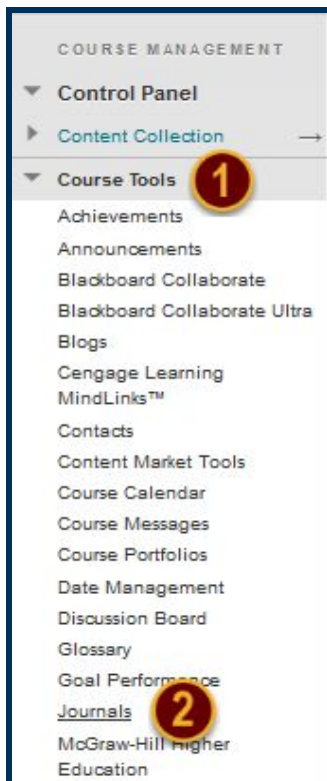 COURSE MANAGEMENT
Control Panel
Content Collection →
Course Tools 1
Achievements
Announcements
Blackboard Collaborate
Blackboard Collaborate Ultra
Blogs
Cengage Learning
MindLinks™
Contacts
Content Market Tools
Course Calendar
Course Messages
Course Portfolios
Date Management
Discussion Board
Glossary
Goal Performance
Journals 2
McGraw-Hill Higher
Education